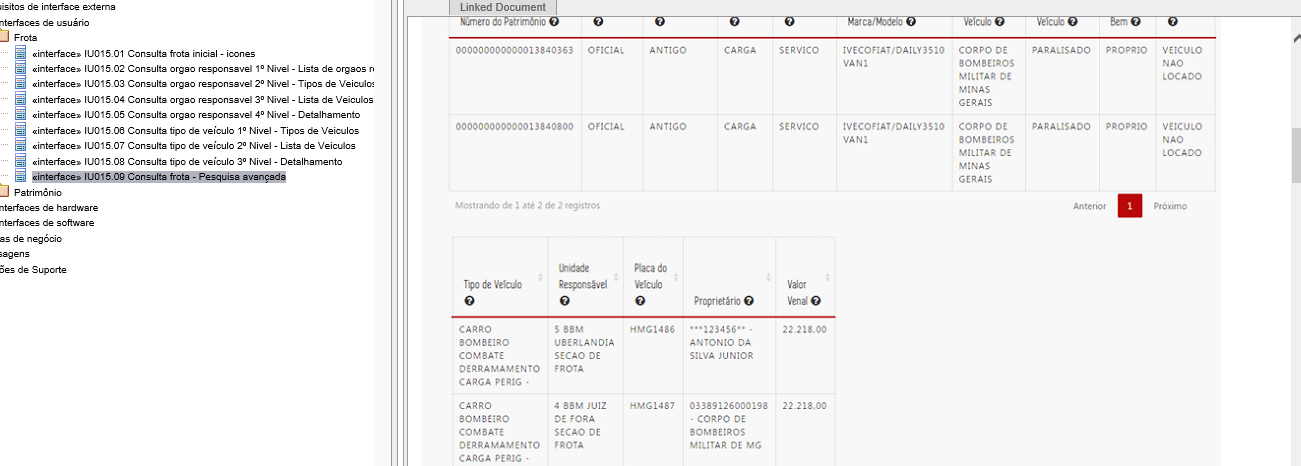 uisitos de interface externa
nterfaces de usuário
Frota
«interface» IU015.01 Consulta frota inicial - icones
«interface» IU015.02 Consulta orgao responsavel 1º Nivel - Lista de orgaos re
«interface» IU015.03 Consulta orgao responsavel 2º Nivel - Tipos de Veiculos
«interface» IU015.04 Consulta orgao responsavel 3º Nivel - Lista de Veiculos
«interface» IU015.05 Consulta orgao responsavel 4º Nivel - Detalhamento
«interface» IU015.06 Consulta tipo de veículo 1º Nivel - Tipos de Veiculos
«interface» IU015.07 Consulta tipo de veículo 2º Nivel - Lista de Veiculos
«interface» IU015.08 Consulta tipo de veículo 3º Nivel - Detalhamento
«interface» IU015.09 Consulta frota - Pesquisa avançada
Patrimônio
nterfaces de hardware
nterfaces de software
as de negócio
sagens
ões de Suporte
Linked Document
Número do Patrimônio ? ? ? ? ? Marca/Modelo ? Veículo ? Veículo ? Bem ? ?
000000000000013840363 OFICIAL ANTIGO CARGA SERVICO IVECOFIAT/DAILY3510 CORPO DE PARALISADO PROPRIO VEICULO
VAN1 BOMBEIROS NAO
MILITAR DE LOCADO
MINAS
GERAIS
000000000000013840800 OFICIAL ANTIGO CARGA SERVICO IVECOFIAT/DAILY3510 CORPO DE PARALISADO PROPRIO VEICULO
VAN1 BOMBEIROS NAO
MILITAR DE LOCADO
MINAS
GERAIS
Mostrando de 1 até 2 de 2 registros Anterior 1 Próximo
Unidade Placa do Valor
Tipo de Veículo Responsável Veículo
? ? ? Proprietário ? Venal ?
CARRO 5 BBM HMG1486 ***123456** - 22.218,00
BOMBEIRO UBERLANDIA ANTONIO DA
COMBATE SECAO DE SILVA JUNIOR
DERRAMAMENTO FROTA
CARGA PERIG -
CARRO 4 BBM JUIZ HMG1487 03389126000198 22.218,00
BOMBEIRO DE FORA - CORPO DE
COMBATE SECAO DE BOMBEIROS
DERRAMAMENTO FROTA MILITAR DE MG
CARGA PERIG -